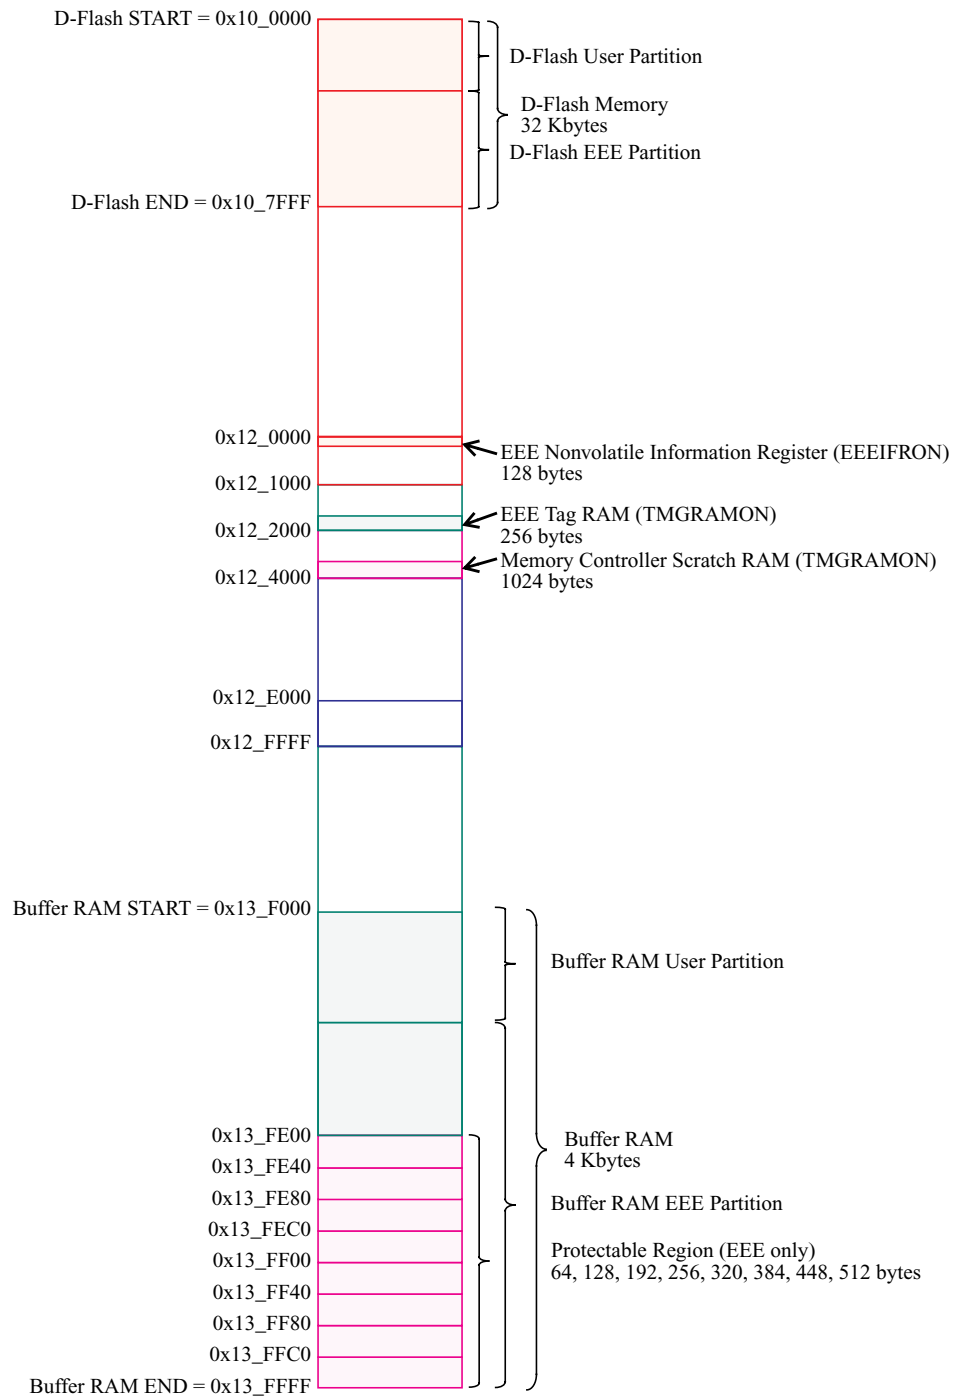 D-Flash START = 0x10_0000
D-Flash User Partition
D-Flash Memory
32 Kbytes
D-Flash EEE Partition
D-Flash END = 0x10_7FFF
0x12_0000
EEE Nonvolatile Information Register (EEEIFRON)
128 bytes
0x12_1000
EEE Tag RAM (TMGRAMON)
256 bytes
0x12_2000
Memory Controller Scratch RAM (TMGRAMON)
1024 bytes
0x12_4000
0x12_E000
0x12_FFFF
Buffer RAM START = 0x13_F000
Buffer RAM User Partition
0x13_FE00
Buffer RAM
4 Kbytes
0x13_FE40
0x13_FE80
Buffer RAM EEE Partition
0x13_FEC0
Protectable Region (EEE only)
64, 128, 192, 256, 320, 384, 448, 512 bytes
0x13_FF00
0x13_FF40
0x13_FF80
0x13_FFC0
Buffer RAM END = 0x13_FFFF